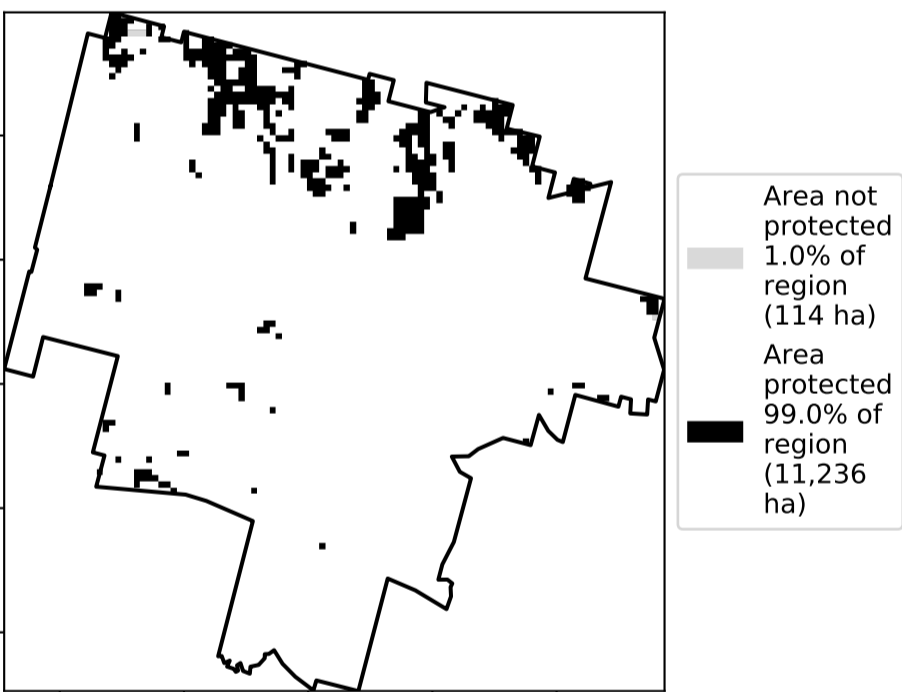 Area not
protected
1.0% of
region
(114 ha)
Area
protected
99.0% of
region
(11,236
ha)